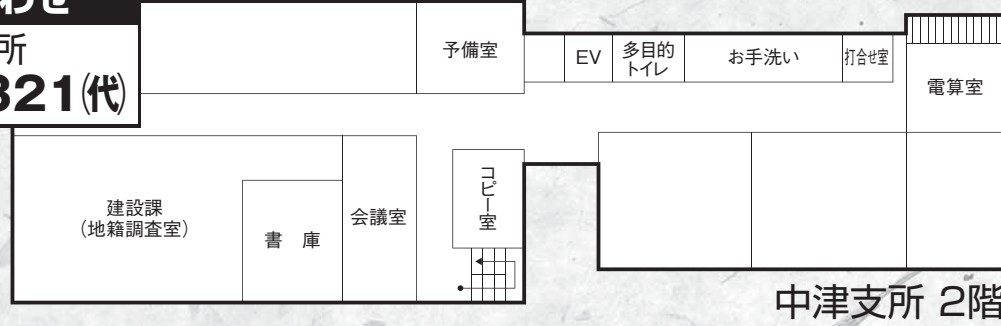 わせ
所
321㈹
予備室
EV
多目的
トイレ
お手洗い
打合せ室
電算室
建設課
（地籍調査室）
書　庫
会議室
コピー室
中津支所 2階